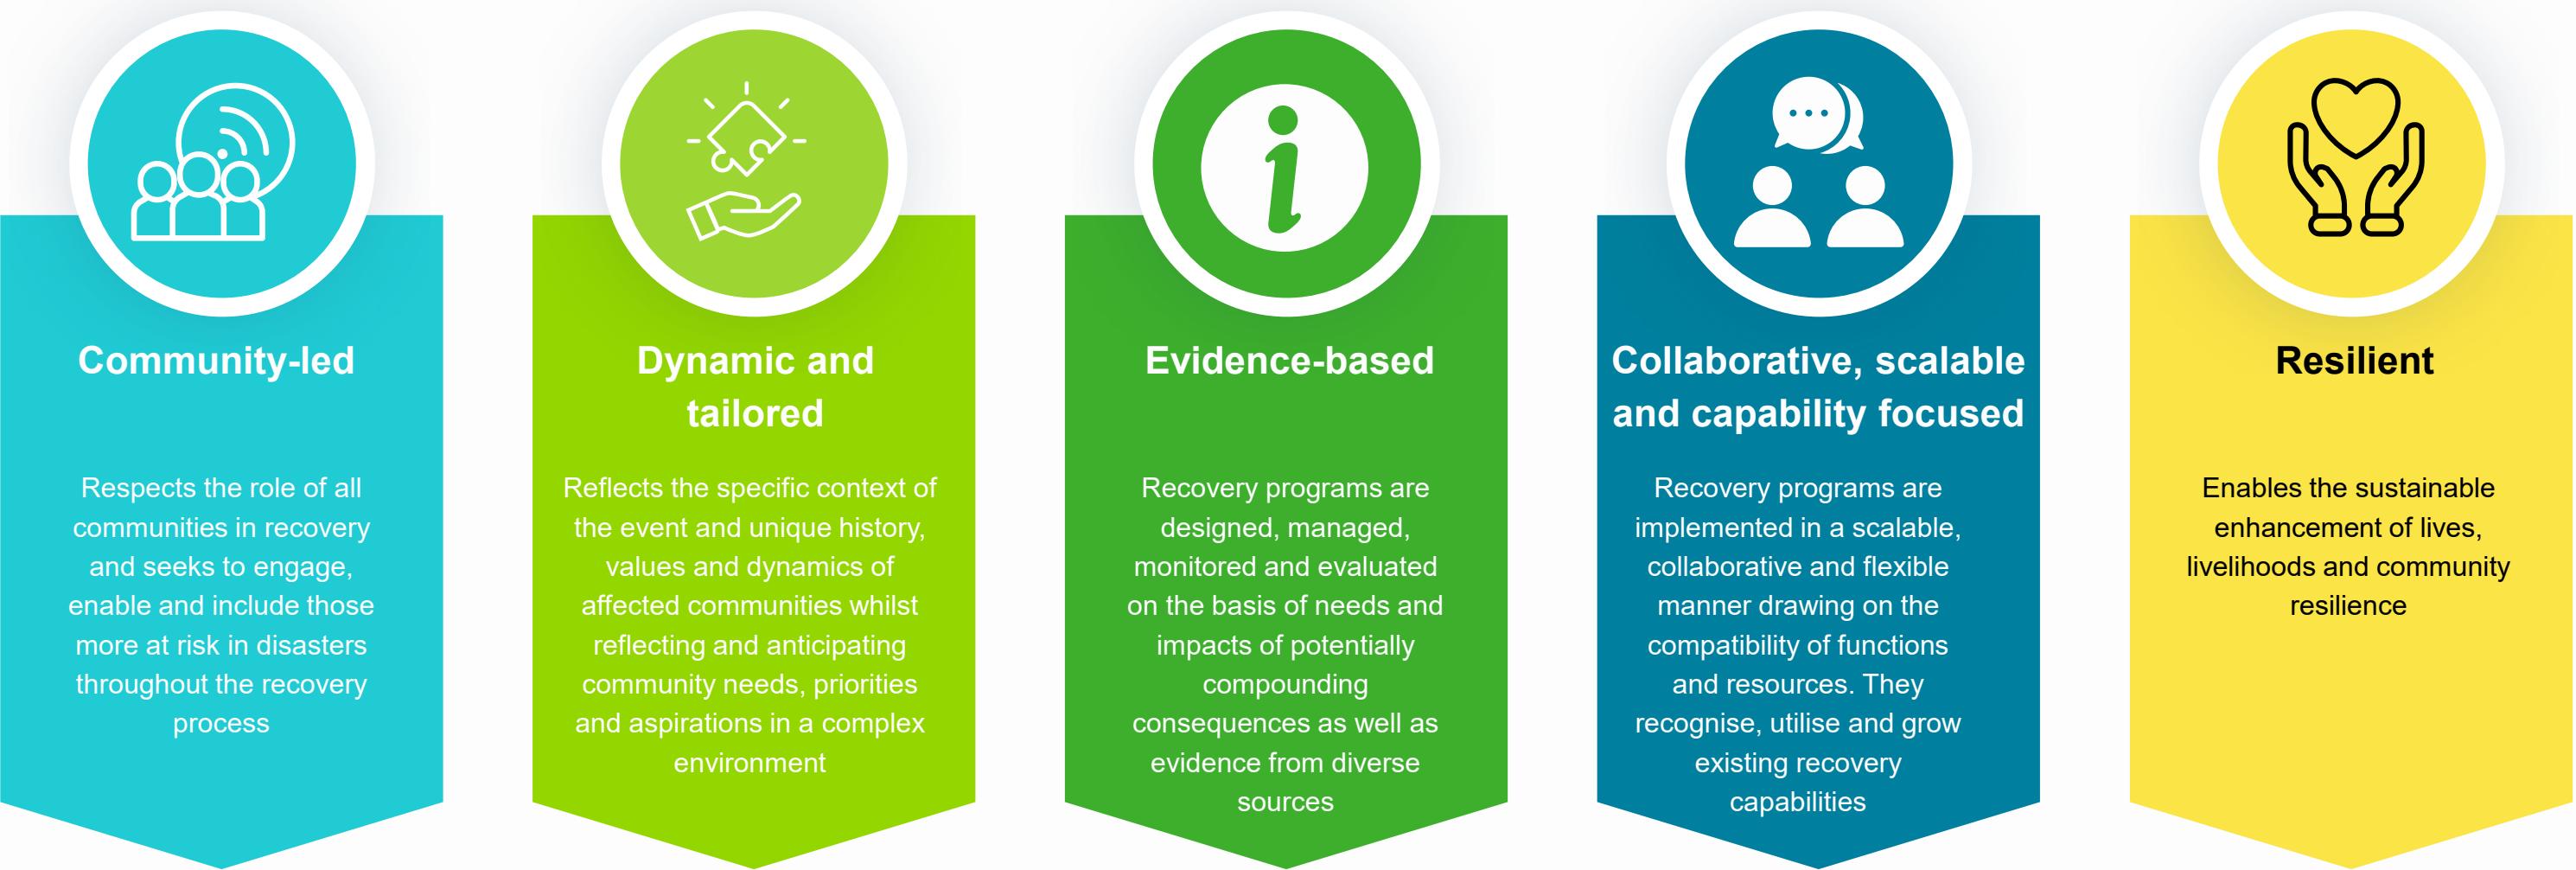 Community-led
Respects the role of all
communities in recovery
and seeks to engage,
enable and include those
more at risk in disasters
throughout the recovery
process
Dynamic and
tailored
Reflects the specific context of
the event and unique history,
values and dynamics of
affected communities whilst
reflecting and anticipating
community needs, priorities
and aspirations in a complex
environment
Evidence-based
Recovery programs are
designed, managed,
monitored and evaluated
on the basis of needs and
impacts of potentially
compounding
consequences as well as
evidence from diverse
sources
Collaborative, scalable
and capability focused
Recovery programs are
implemented in a scalable,
collaborative and flexible
manner drawing on the
compatibility of functions
and resources. They
recognise, utilise and grow
existing recovery
capabilities
Resilient
Enables the sustainable
enhancement of lives,
livelihoods and community
resilience